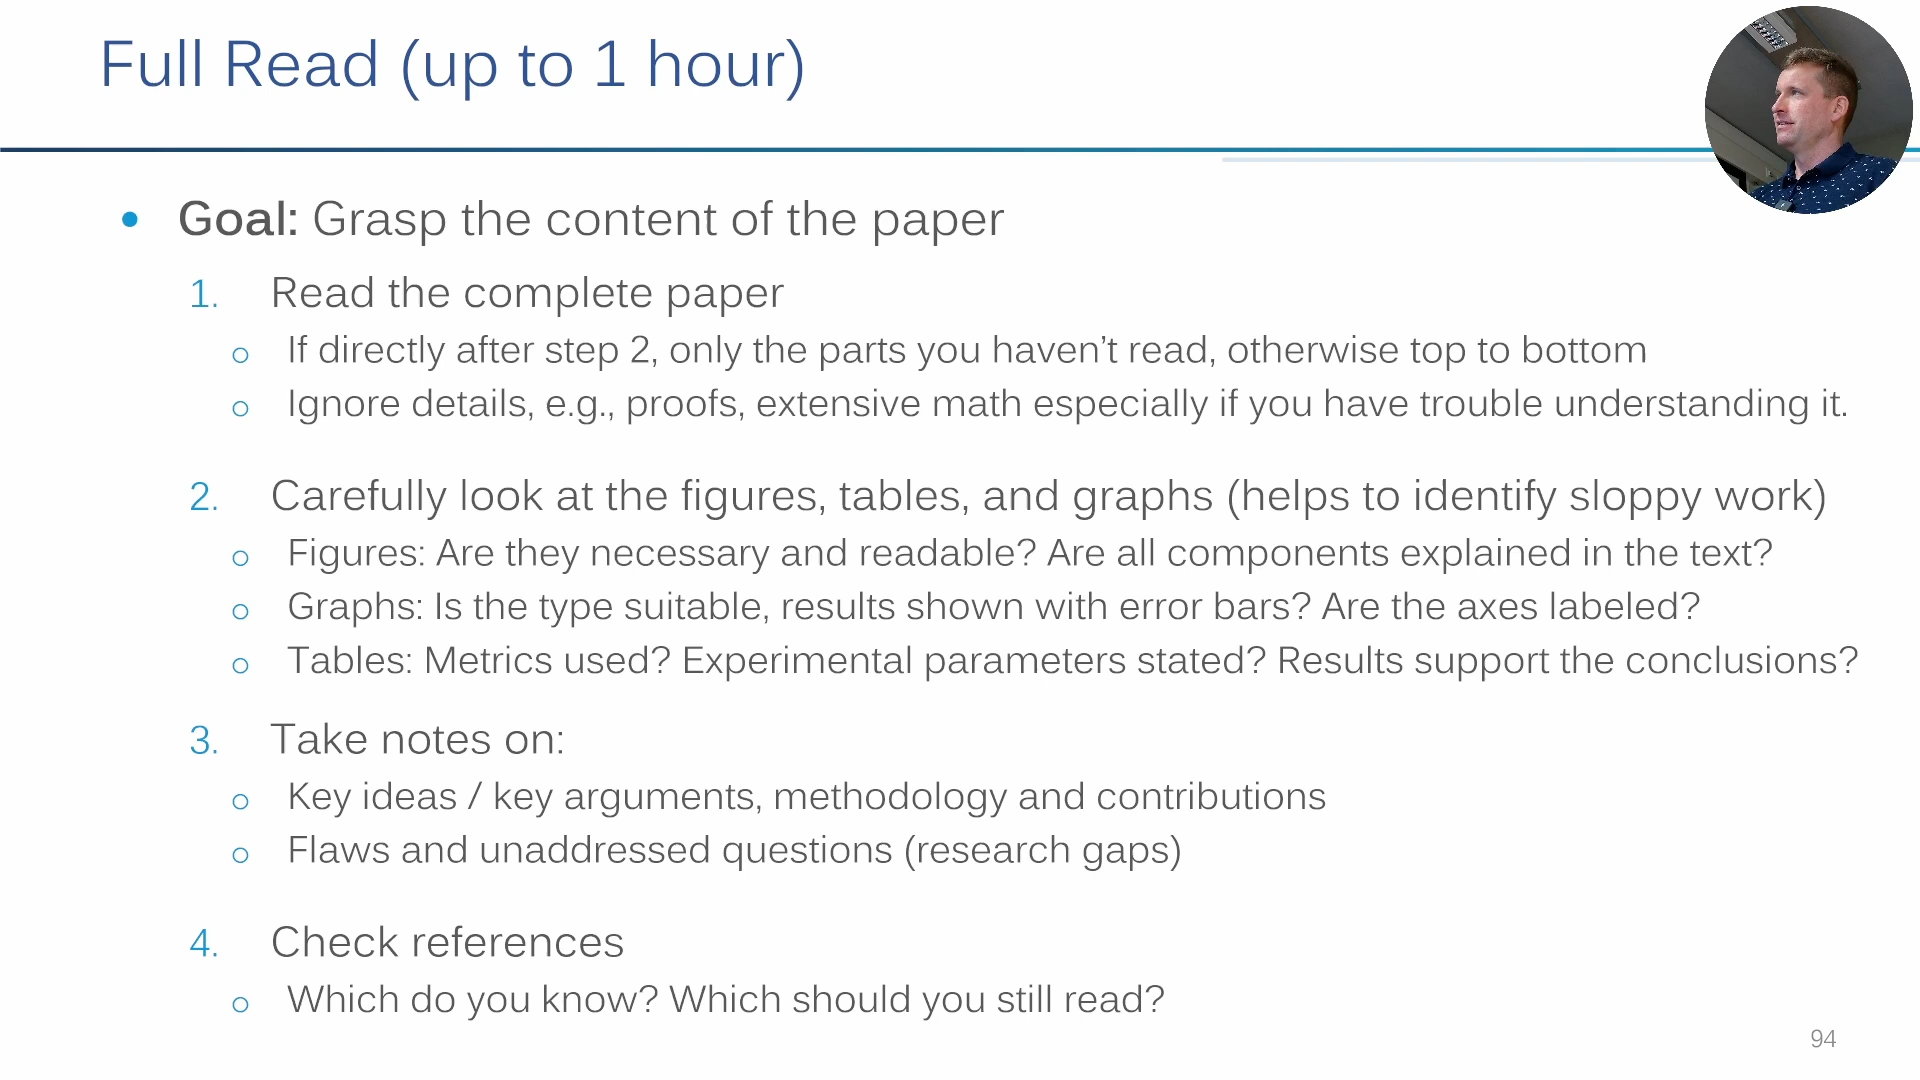 Full Read (up to 1 hour)
• Goal: Grasp the content of the paper
1. Read the complete paper
o If directly after step 2, only the parts you haven’t read, otherwise top to bottom
o Ignore details, e.g., proofs, extensive math especially if you have trouble understanding it.
2. Carefully look at the figures, tables, and graphs (helps to identify sloppy work)
o Figures: Are they necessary and readable? Are all components explained in the text?
o Graphs: Is the type suitable, results shown with error bars? Are the axes labeled?
o Tables: Metrics used? Experimental parameters stated? Results support the conclusions?
3. Take notes on:
o Key ideas / key arguments, methodology and contributions
o Flaws and unaddressed questions (research gaps)
4. Check references
o Which do you know? Which should you still read?
94